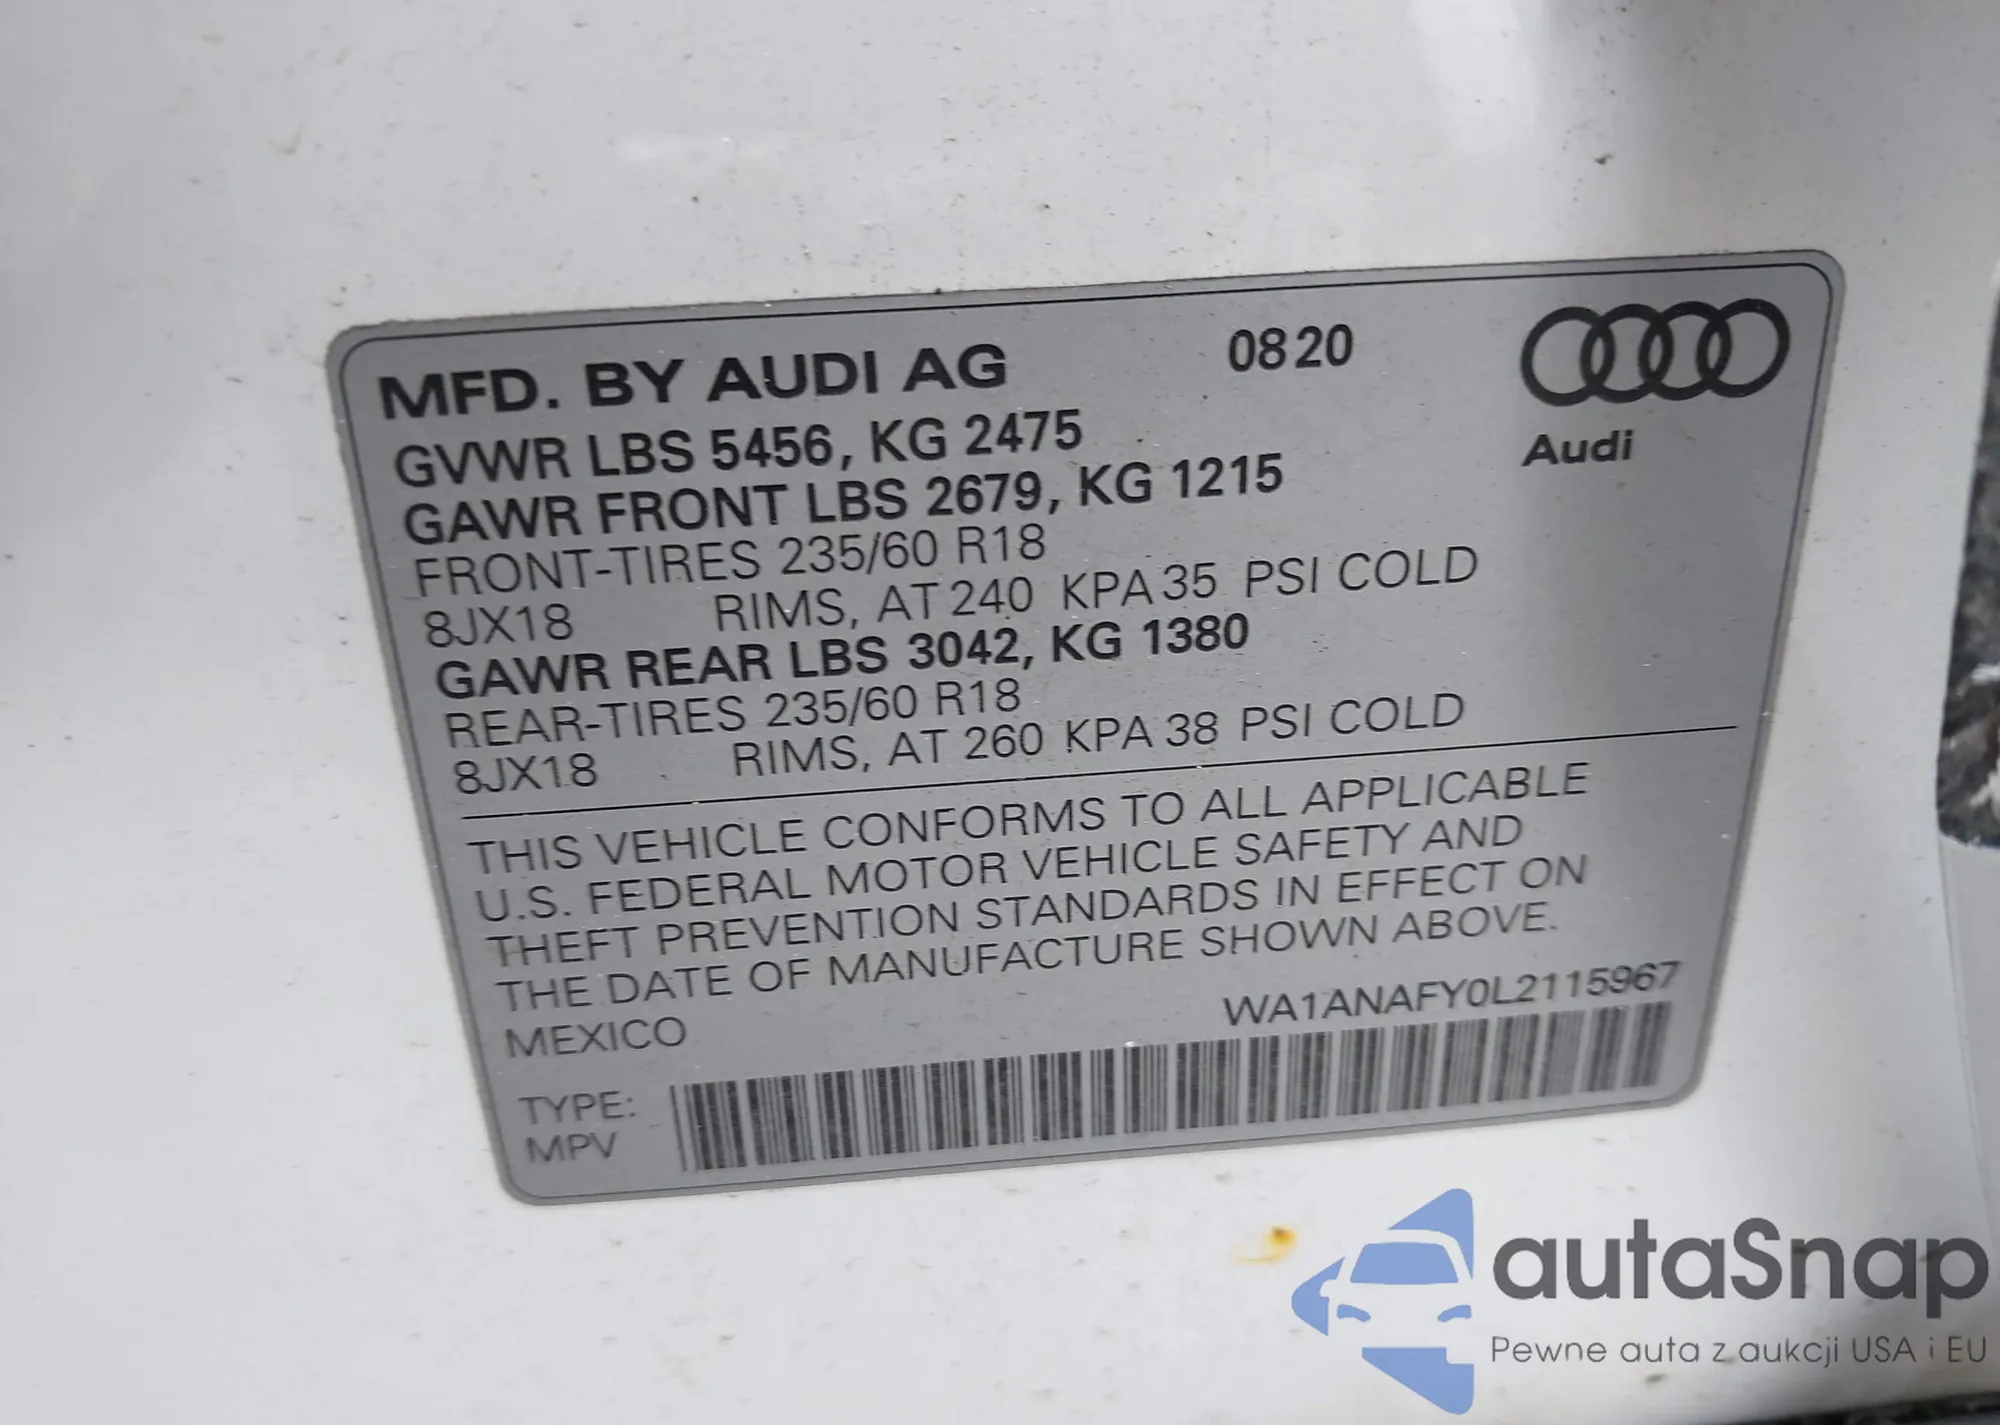 MFD. BY AUDI AG 0820
GVWR LBS 5456, KG 2475
Audi
GAWR FRONT LBS 2679, KG 1215
FRONT-TIRES 235/60 R18
8JX18 RIMS, AT 240 KPA 35 PSI COLD
GAWR REAR LBS 3042, KG 1380
REAR-TIRES 235/60 R18
8JX18 RIMS, AT 260 KPA 38 PSI COLD
THIS VEHICLE CONFORMS TO ALL APPLICABLE
U.S. FEDERAL MOTOR VEHICLE SAFETY AND
THEFT PREVENTION STANDARDS IN EFFECT ON
THE DATE OF MANUFACTURE SHOWN ABOVE.
MEXICO WA1ANAFY0L2115967
TYPE:
MPV
autaSnap
Pewne auta z aukcji USA i EU